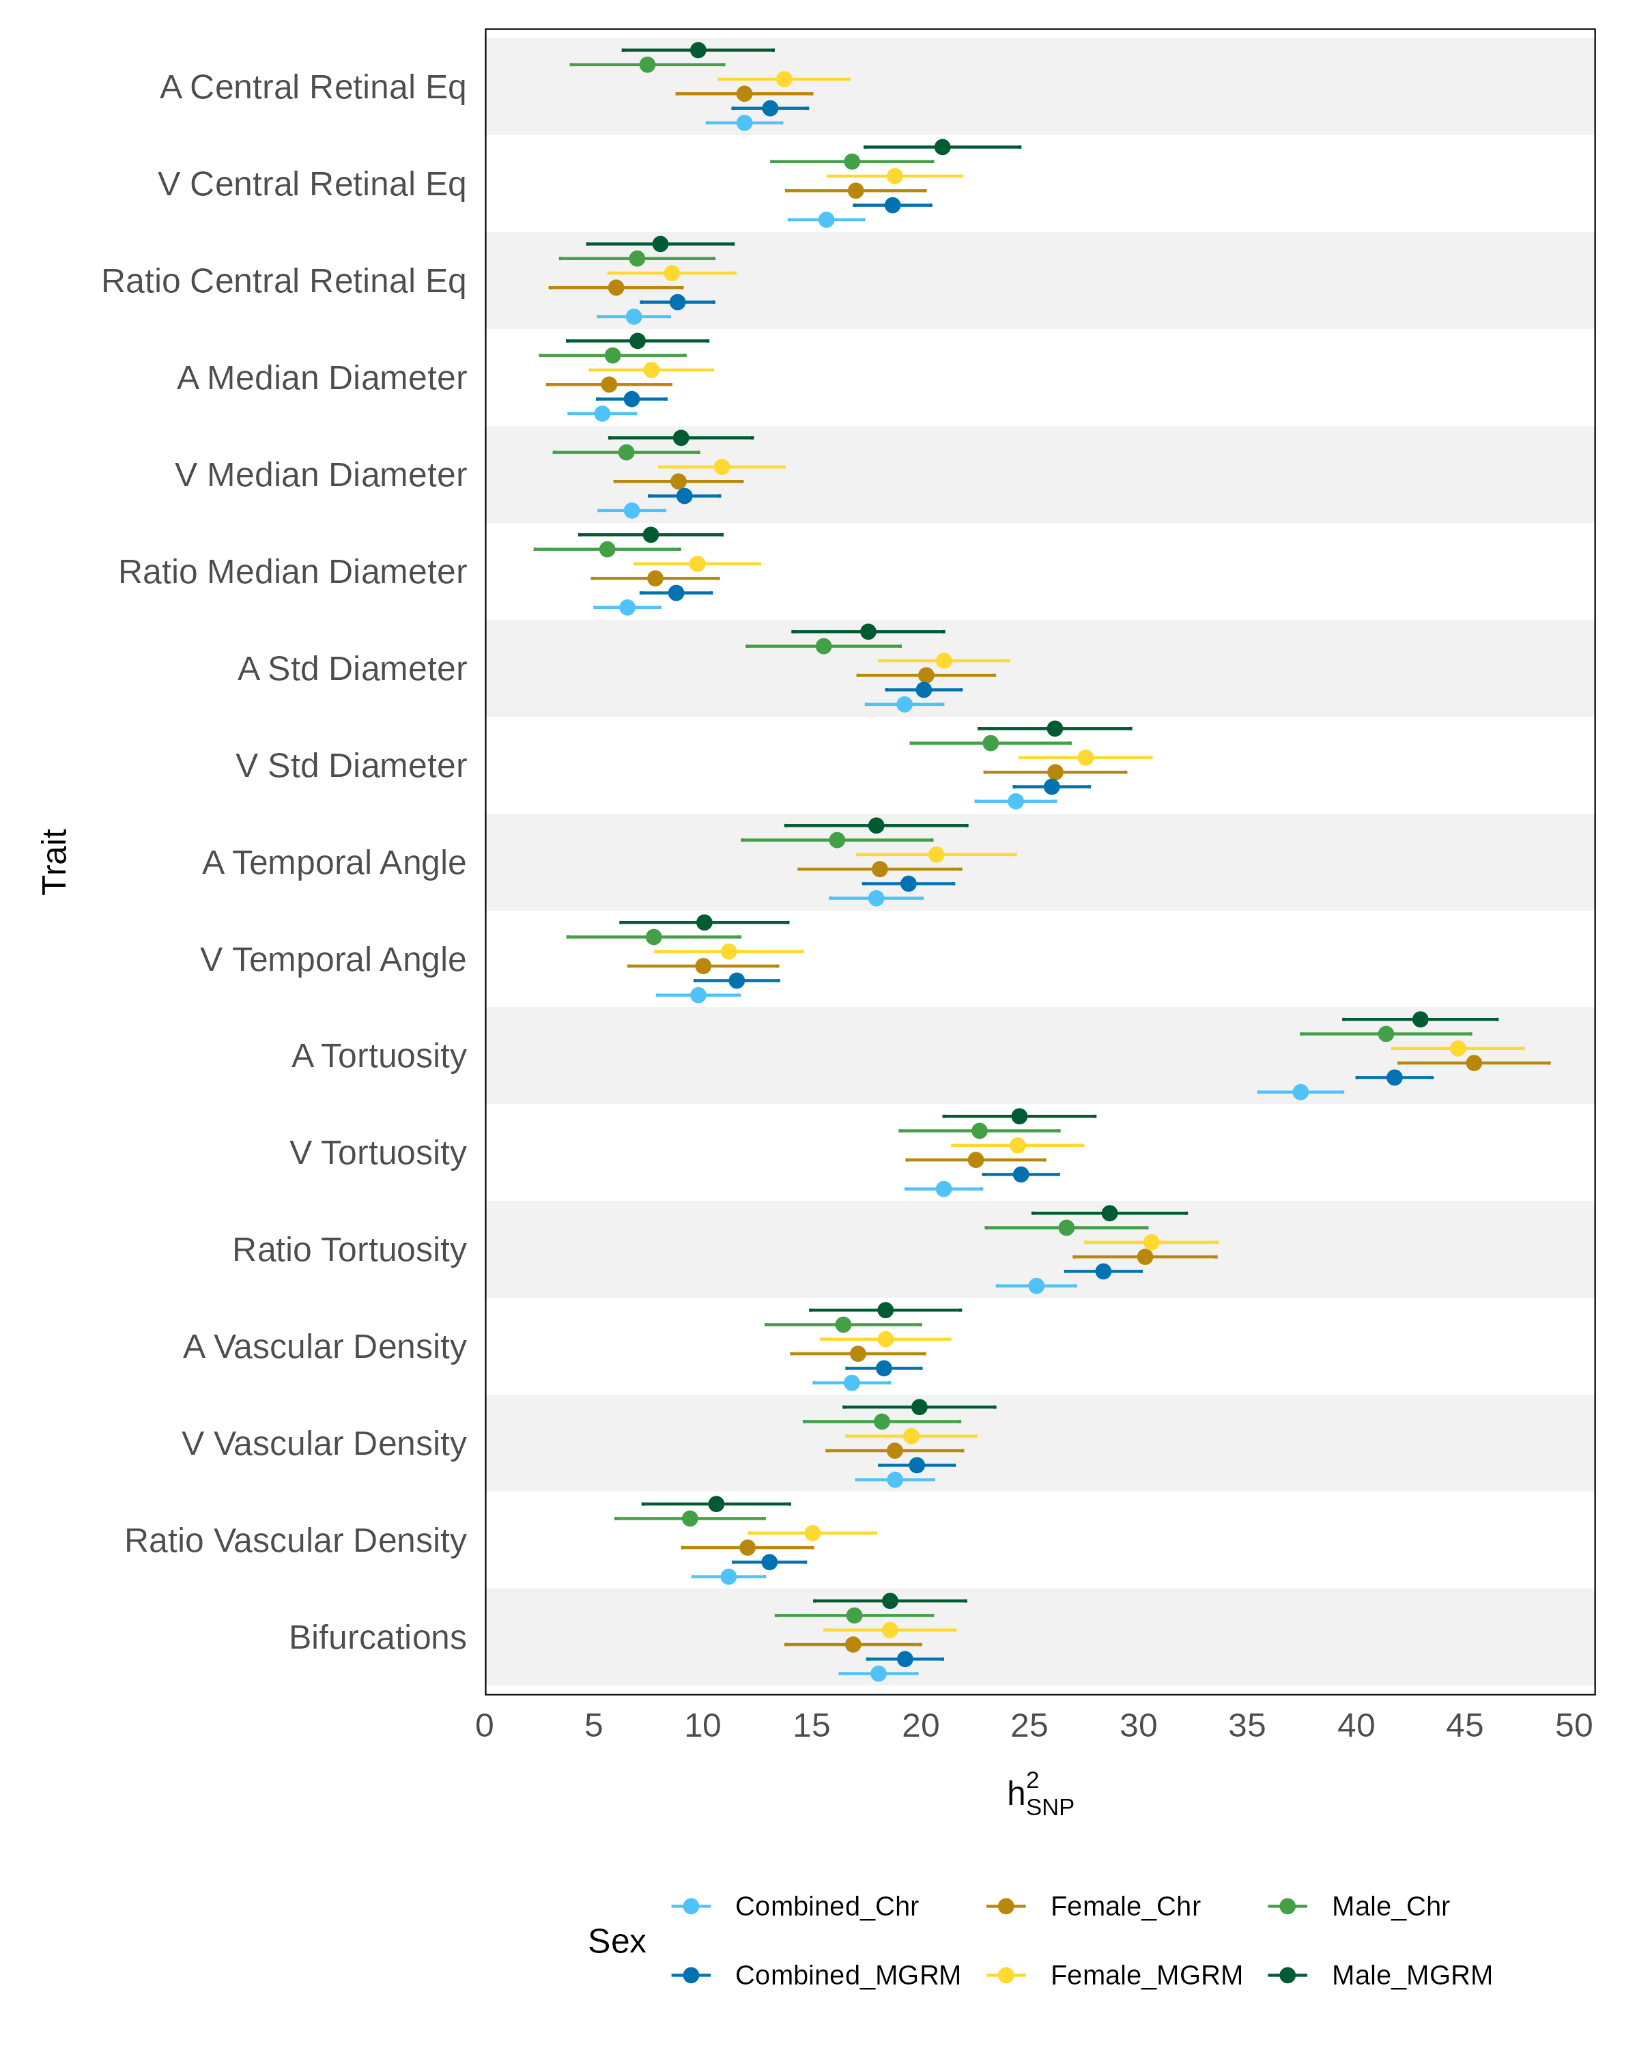 A Central Retinal Eq
V Central Retinal Eq
Ratio Central Retinal Eq
A Median Diameter
V Median Diameter
Ratio Median Diameter
A Std Diameter
V Std Diameter
A Temporal Angle
V Temporal Angle
A Tortuosity
V Tortuosity
Ratio Tortuosity
A Vascular Density
V Vascular Density
Ratio Vascular Density
Bifurcations
Trait
0 5 10 15 20 25 30 35 40 45 50
h²SNP
Sex
Combined_Chr Female_Chr Male_Chr
Combined_MGRM Female_MGRM Male_MGRM